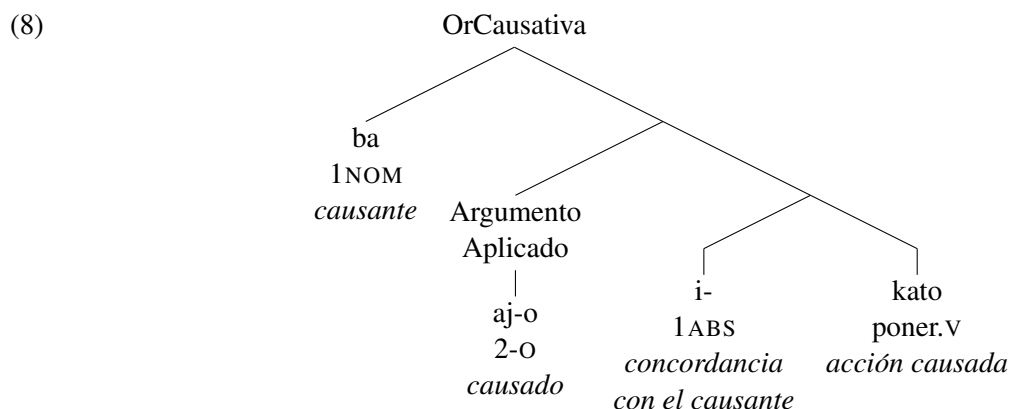 (8)
OrCausativa
ba
1NOM
causante
Argumento
Aplicado
aj-o
2-O
causado
i-
1ABS
concordancia
con el causante
kato
poner.V
acción causada